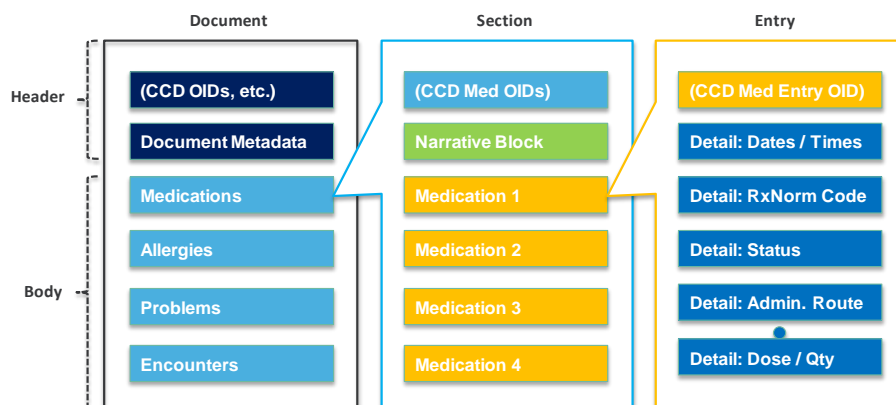 Document
Section
Entry
Header
Body
(CCD OIDs, etc.)
Document Metadata
Medications
Allergies
Problems
Encounters
(CCD Med OIDs)
Narrative Block
Medication 1
Medication 2
Medication 3
Medication 4
(CCD Med Entry OID)
Detail: Dates / Times
Detail: RxNorm Code
Detail: Status
Detail: Admin. Route
Detail: Dose / Qty